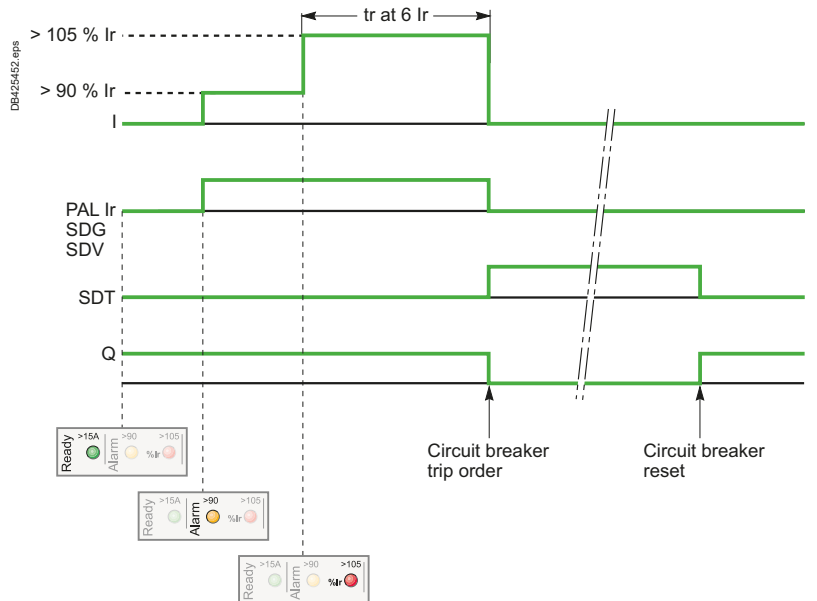 tr at 6 Ir
> 105 % Ir
DB425452.eps
> 90 % Ir
I
PAL Ir
SDG
SDV
SDT
Q
Circuit breaker
trip order
Circuit breaker
reset
Ready >15A Alarm >90 %Ir >105
Ready >15A Alarm >90 %Ir >105
Ready >15A Alarm >90 %Ir >105